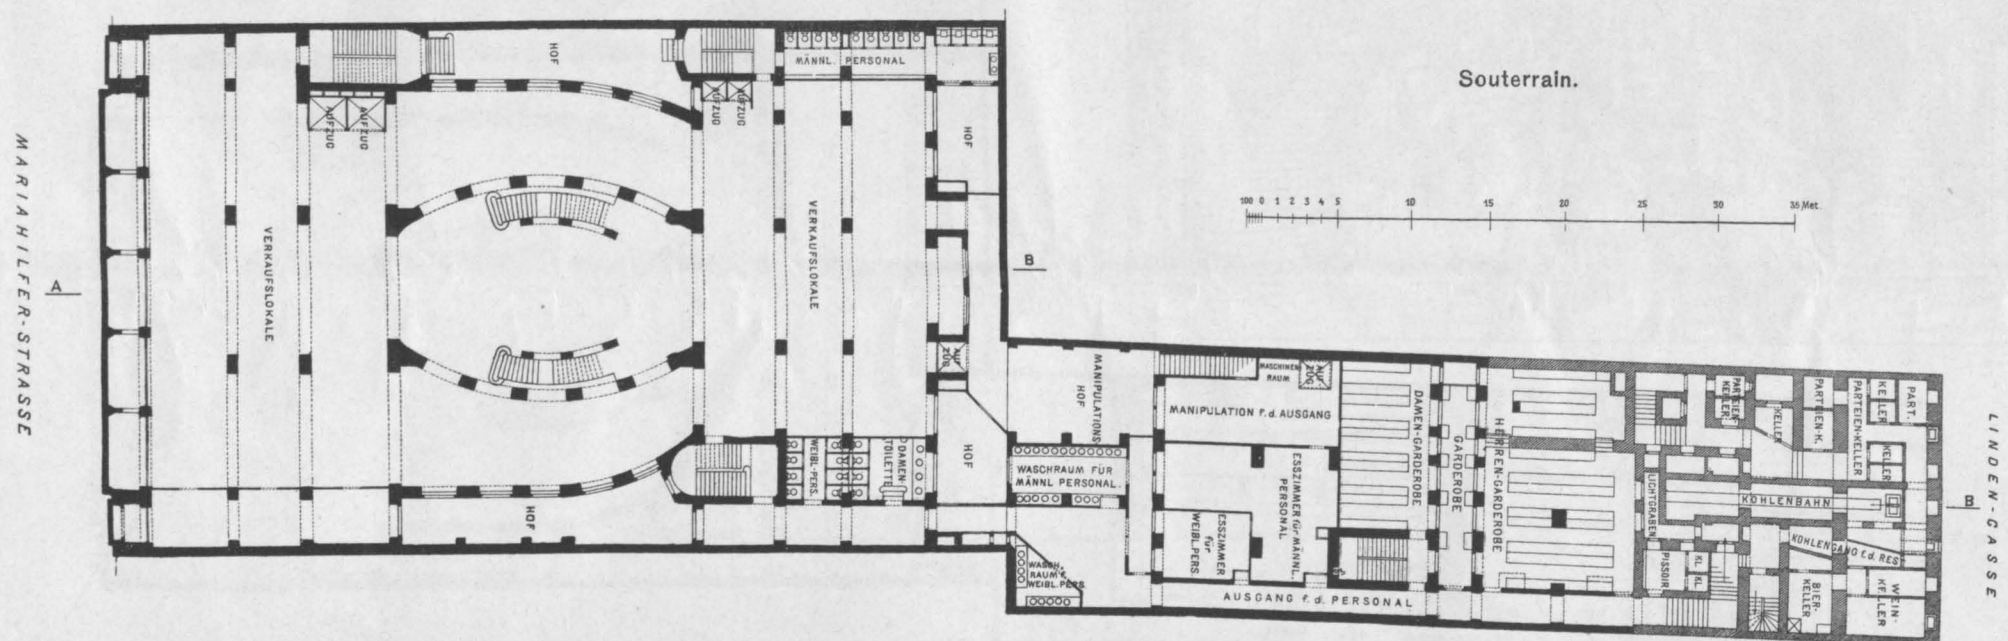 Souterrain.
MARIAHILFER-STRASSE
A
VERKAUFSLOKALE
AUFZUG
AUFZUG
HOF
AUFZUG
AUFZUG
MÄNNL. PERSONAL
VERKAUFSLOKALE
HOF
B
100 0 1 2 3 4 5 10 15 20 25 30 35 Met.
AUF
ZUG
HOF
HOF
WEIBL-PERS.
DAMEN-
TOILETTE
MANIPULATIONS
HOF
WASCHRAUM FÜR
MÄNNL PERSONAL.
WASCH,
RAUM F.
WEIBL.PERS.
MASCHINEN
RAUM
AUF
ZUG
MANIPULATION f. d. AUSGANG
ESSZIMMER für MÄNNL.
PERSONAL
ESSZIMMER
für
WEIBL.PERS.
AUSGANG f. d. PERSONAL
DAMEN-GARDEROBE
GARDEROBE
HERREN-GARDEROBE
LICHTGRABEN
PISSOIR
KL.
KL.
PARTEIEN
KELLER
PARTEIEN
KELLER
KELLER
PARTEIEN-K.
PARTEIEN-KELLER
KELLER
PART.
KELLER
KOHLENBAHN
KOHLENGANG f. d. RES
BIER-
KELLER
WEIN-
KELLER
B
LINDEN-GASSE